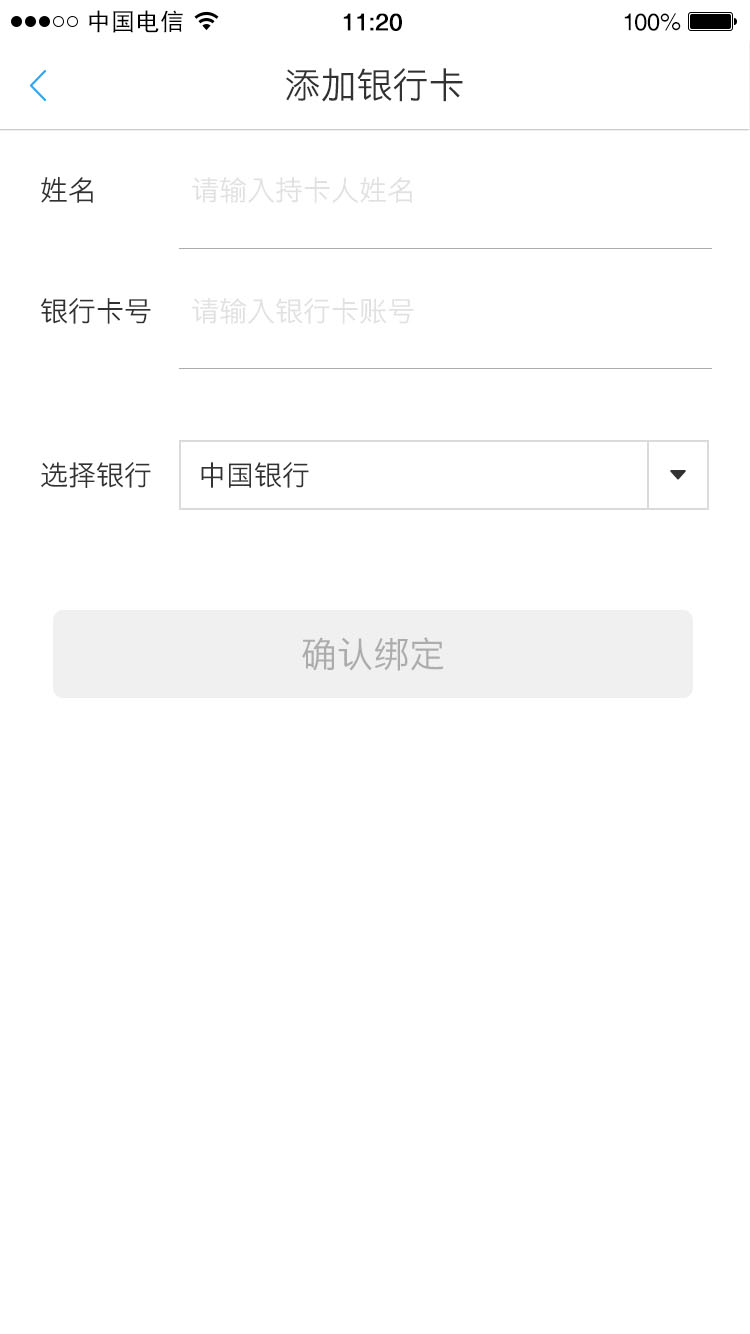 中国电信 11:20 100%
添加银行卡
姓名 请输入持卡人姓名
银行卡号 请输入银行卡账号
选择银行 中国银行
确认绑定